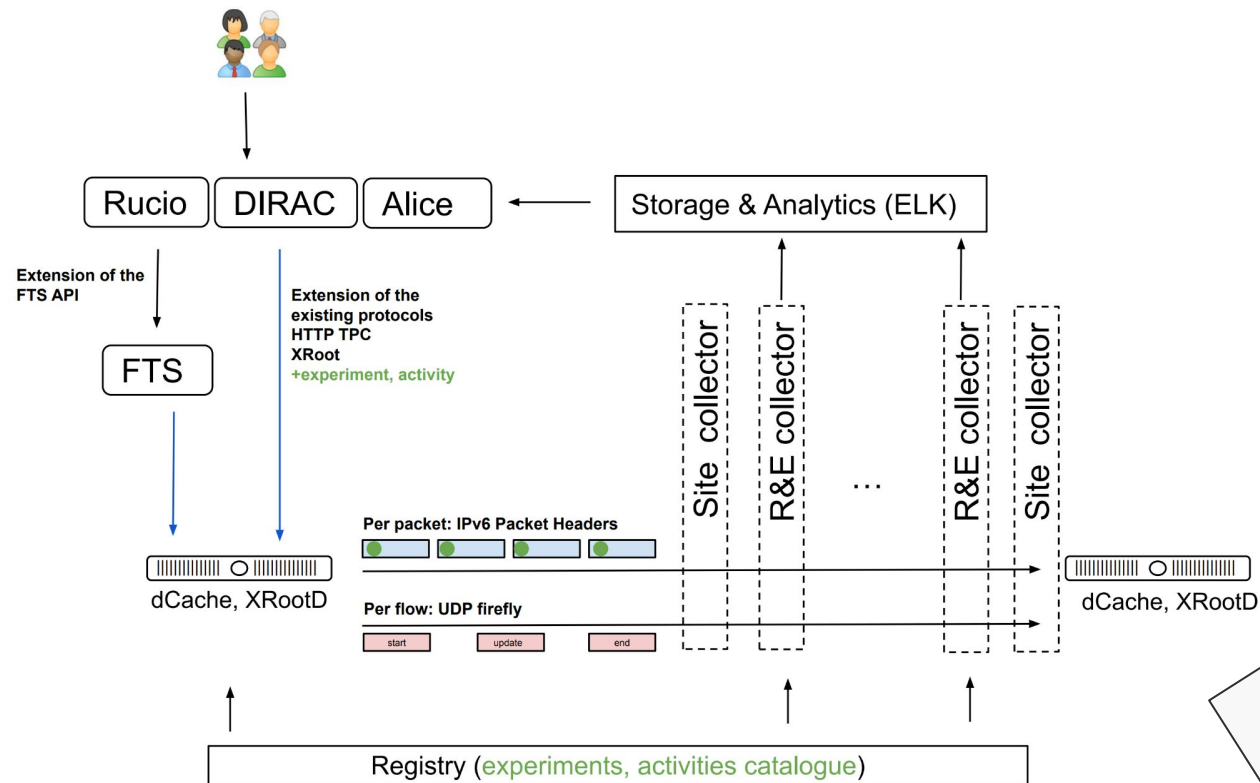 Rucio
DIRAC
Alice
Storage & Analytics (ELK)
Extension of the
FTS API
Extension of the
existing protocols
HTTP TPC
XRoot
+experiment, activity
FTS
Site collector
R&E collector
...
R&E collector
Site collector
Per packet: IPv6 Packet Headers
dCache, XRootD
Per flow: UDP firefly
start
update
end
dCache, XRootD
Registry (experiments, activities catalogue)